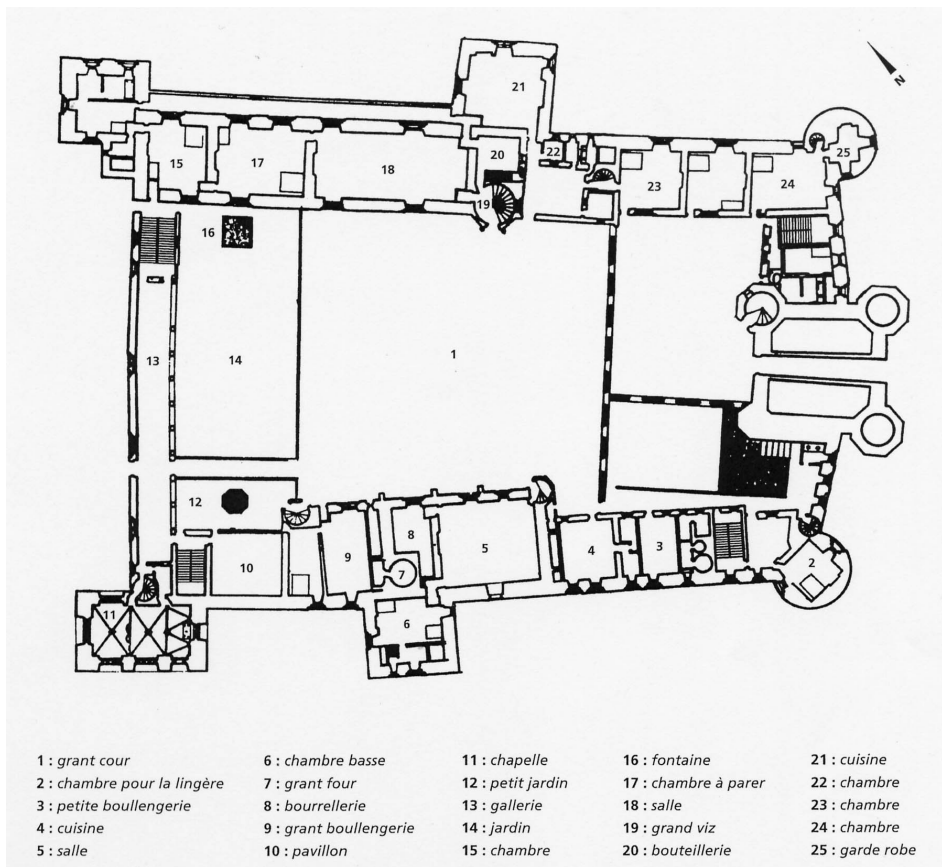 N
21
20
22
25
15
17
18
23
24
19
16
1
13
14
12
8
5
4
3
9
10
7
2
11
6
1 : grant cour
2 : chambre pour la lingère
3 : petite boullengerie
4 : cuisine
5 : salle
6 : chambre basse
7 : grant four
8 : bourrellerie
9 : grant boullengerie
10 : pavillon
11 : chapelle
12 : petit jardin
13 : gallerie
14 : jardin
15 : chambre
16 : fontaine
17 : chambre à parer
18 : salle
19 : grand viz
20 : bouteillerie
21 : cuisine
22 : chambre
23 : chambre
24 : chambre
25 : garde robe